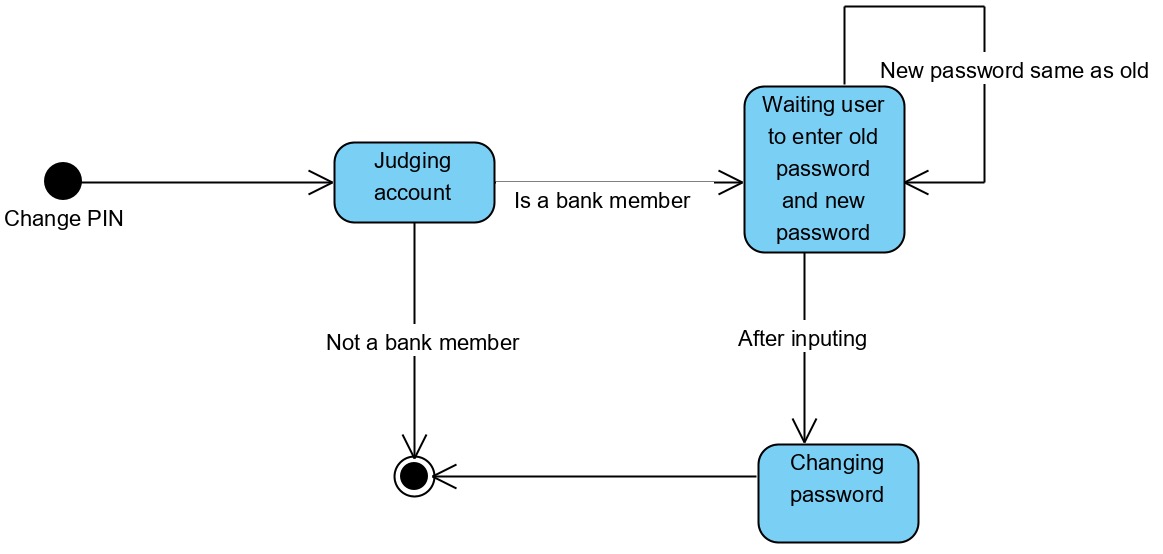 New password same as old
Waiting user
to enter old
password
and new
password
Judging
account
Is a bank member
Change PIN
Not a bank member
After inputing
Changing
password